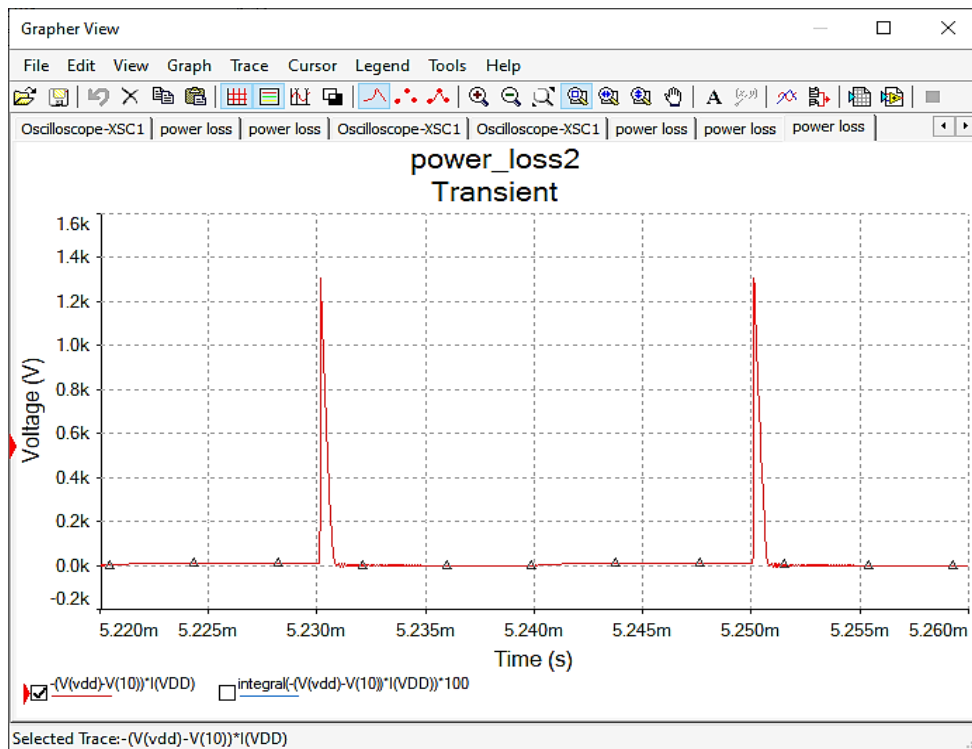 Grapher View
File Edit View Graph Trace Cursor Legend Tools Help
A (x,y)
Oscilloscope-XSC1 power loss power loss Oscilloscope-XSC1 Oscilloscope-XSC1 power loss power loss power loss
power_loss2
Transient
1.6k
1.4k
1.2k
1.0k
0.8k
0.6k
0.4k
0.2k
0.0k
-0.2k
Voltage (V)
5.220m 5.225m 5.230m 5.235m 5.240m 5.245m 5.250m 5.255m 5.260m
Time (s)
-(V(vdd)-V(10))*I(VDD) integral(-(V(vdd)-V(10))*I(VDD))*100
Selected Trace:-(V(vdd)-V(10))*I(VDD)